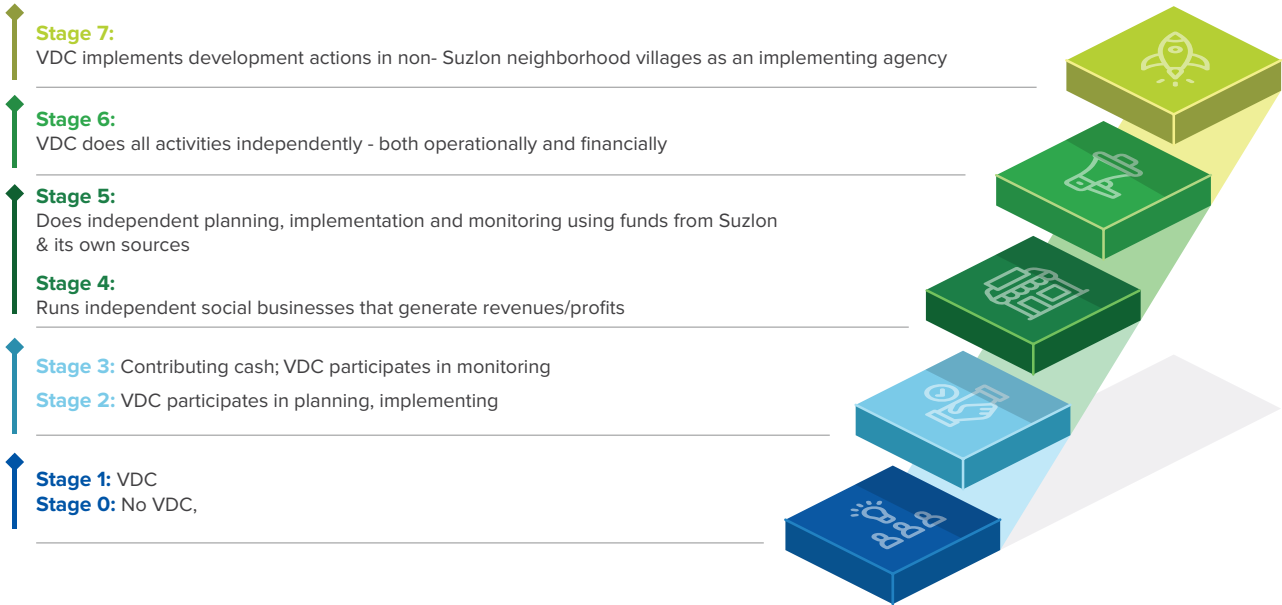 Stage 7:
VDC implements development actions in non- Suzlon neighborhood villages as an implementing agency
Stage 6:
VDC does all activities independently - both operationally and financially
Stage 5:
Does independent planning, implementation and monitoring using funds from Suzlon
& its own sources
Stage 4:
Runs independent social businesses that generate revenues/profits
Stage 3: Contributing cash; VDC participates in monitoring
Stage 2: VDC participates in planning, implementing
Stage 1: VDC
Stage 0: No VDC,